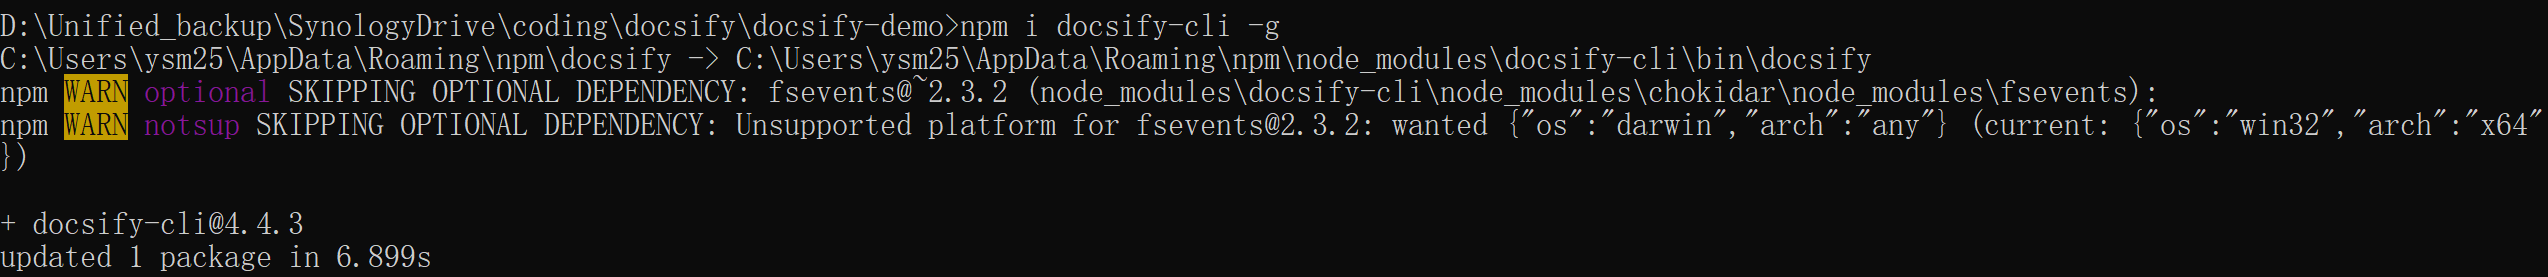 D:\Unified_backup\SynologyDrive\coding\docsify\docsify-demo>npm i docsify-cli -g
C:\Users\ysm25\AppData\Roaming\npm\docsify -> C:\Users\ysm25\AppData\Roaming\npm\node_modules\docsify-cli\bin\docsify
npm WARN optional SKIPPING OPTIONAL DEPENDENCY: fsevents@~2.3.2 (node_modules\docsify-cli\node_modules\chokidar\node_modules\fsevents):
npm WARN notsup SKIPPING OPTIONAL DEPENDENCY: Unsupported platform for fsevents@2.3.2: wanted {"os":"darwin","arch":"any"} (current: {"os":"win32","arch":"x64"
})
+ docsify-cli@4.4.3
updated 1 package in 6.899s